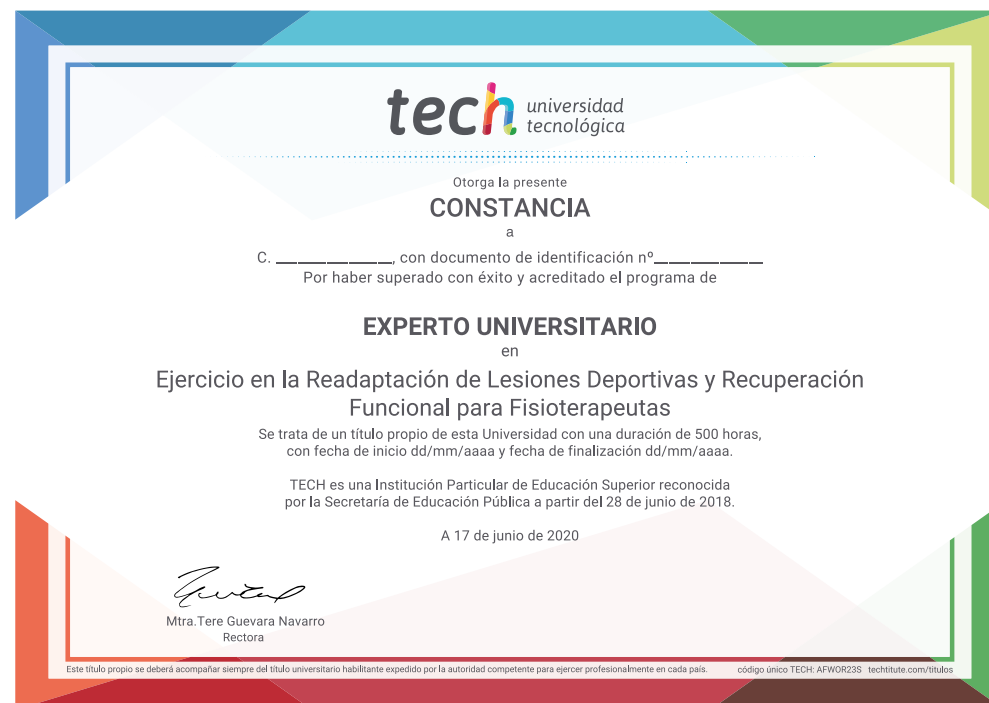 tech universidad
tecnológica
Otorga la presente
CONSTANCIA
a
C. ______________, con documento de identificación nº_____________
Por haber superado con éxito y acreditado el programa de
EXPERTO UNIVERSITARIO
en
Ejercicio en la Readaptación de Lesiones Deportivas y Recuperación
Funcional para Fisioterapeutas
Se trata de un título propio de esta Universidad con una duración de 500 horas,
con fecha de inicio dd/mm/aaaa y fecha de finalización dd/mm/aaaa.
TECH es una Institución Particular de Educación Superior reconocida
por la Secretaría de Educación Pública a partir del 28 de junio de 2018.
A 17 de junio de 2020
Mtra.Tere Guevara Navarro
Rectora
Este título propio se deberá acompañar siempre del título universitario habilitante expedido por la autoridad competente para ejercer profesionalmente en cada país. código único TECH: AFWOR23S techtitute.com/titulos